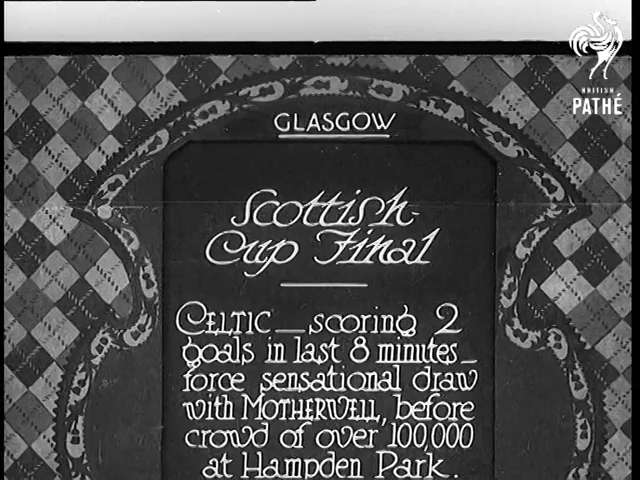 BRITISH
PATHÉ
GLASGOW
Scottish
Cup Final
CELTIC — scoring 2
goals in last 8 minutes —
force sensational draw
with MOTHERWELL, before
crowd of over 100,000
at Hampden Park.